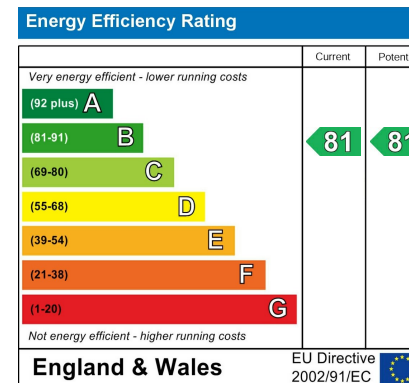 Energy Efficiency Rating
Current Potent
Very energy efficient - lower running costs
(92 plus) A
(81-91) B 81 81
(69-80) C
(55-68) D
(39-54) E
(21-38) F
(1-20) G
Not energy efficient - higher running costs
England & Wales
EU Directive
2002/91/EC